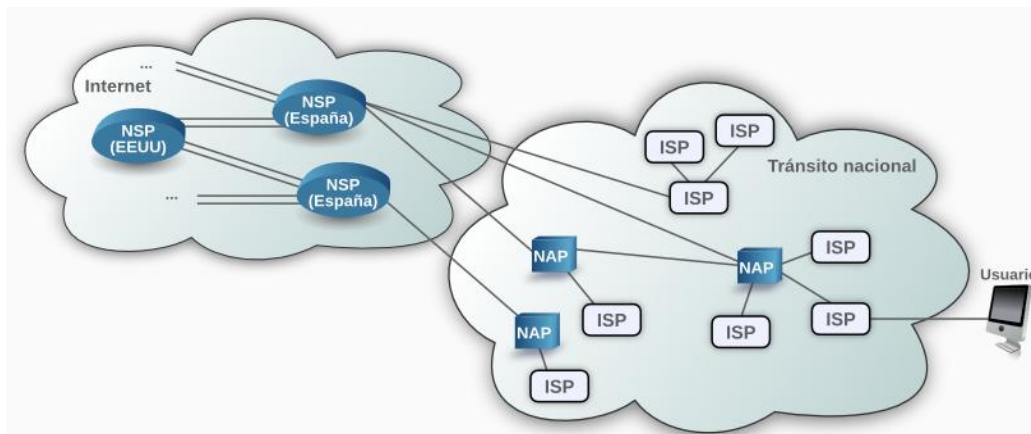 ...
Internet
NSP
(España)
NSP
(EEUU)
NSP
(España)
...
ISP
ISP
ISP
Tránsito nacional
NAP
NAP
ISP
Usuario
ISP
ISP
ISP
NAP
ISP